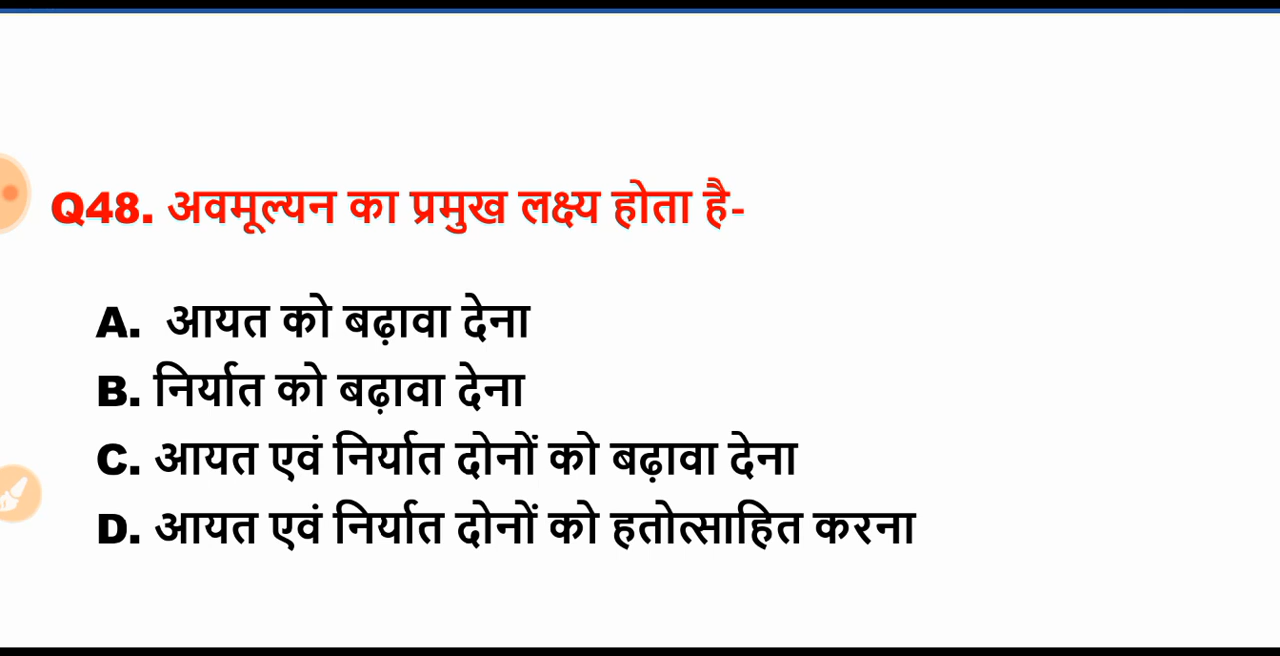 Q48. अवमूल्यन का प्रमुख लक्ष्य होता है-
A. आयत को बढ़ावा देना
B. निर्यात को बढ़ावा देना
C. आयत एवं निर्यात दोनों को बढ़ावा देना
D. आयत एवं निर्यात दोनों को हतोत्साहित करना